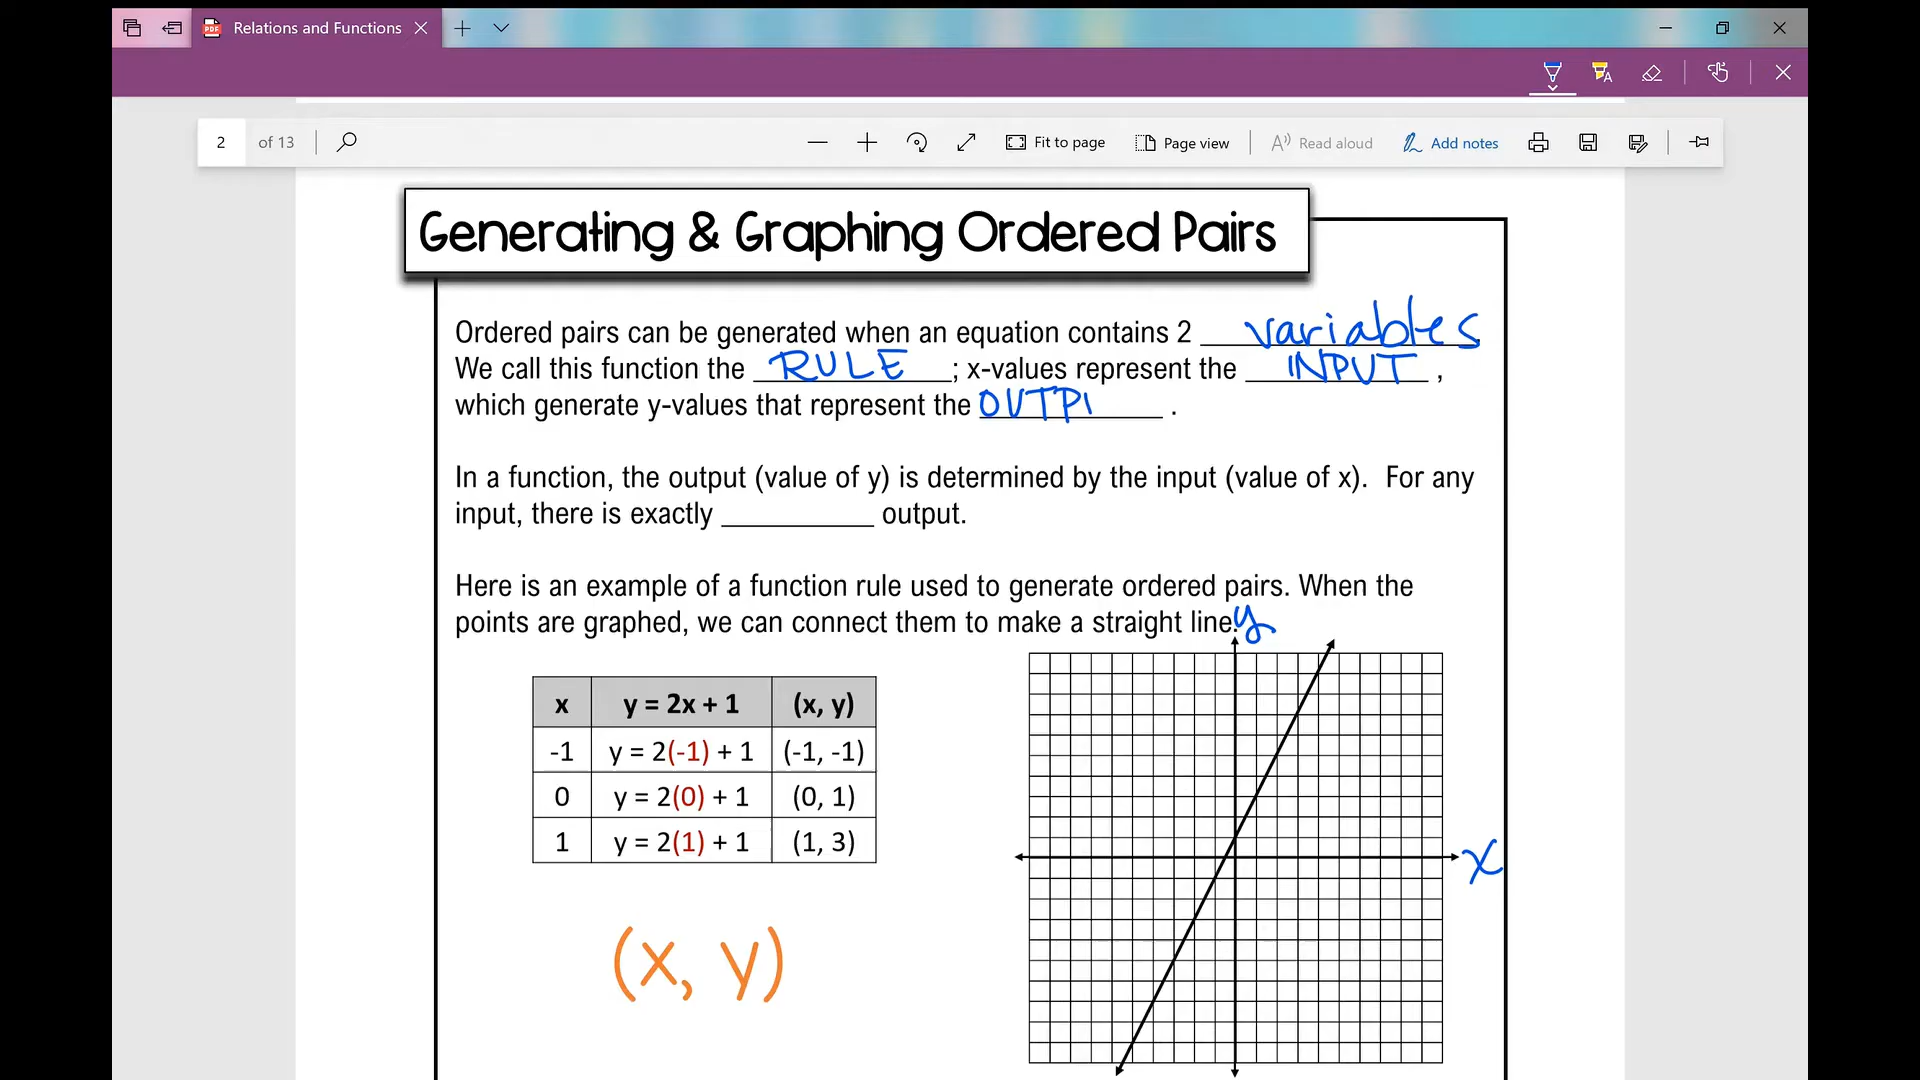 Relations and Functions
2 of 13 Fit to page Page view Read aloud Add notes
Generating & Graphing Ordered Pairs
Ordered pairs can be generated when an equation contains 2 variables.
We call this function the RULE ; x-values represent the INPUT ,
which generate y-values that represent the OUTPU .
In a function, the output (value of y) is determined by the input (value of x). For any
input, there is exactly ___________ output.
Here is an example of a function rule used to generate ordered pairs. When the
points are graphed, we can connect them to make a straight line.
y
x y = 2x + 1 (x, y)
-1 y = 2(-1) + 1 (-1, -1)
0 y = 2(0) + 1 (0, 1)
1 y = 2(1) + 1 (1, 3)
x
(x, y)